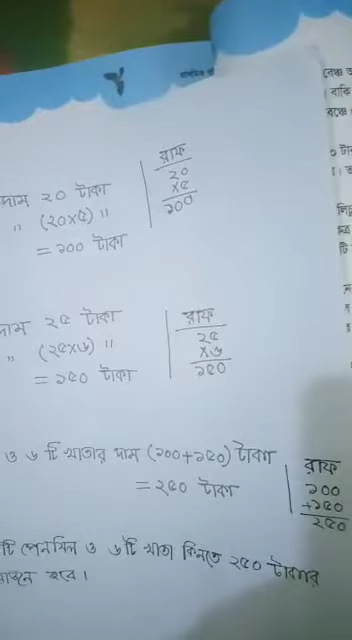 দাম ২০ টাকা
" (২০×৫) "
= ১০০ টাকা
রাফ
২০
×৫
১০০
দাম ২৫ টাকা
" (২৫×৬) "
= ১৫০ টাকা
রাফ
২৫
×৬
১৫০
ও ৬ টি খাতার দাম (১০০+১৫০) টাকা
= ২৫০ টাকা
রাফ
১০০
+১৫০
২৫০
টি পেনসিল ও ৬টি খাতা কিনতে ২৫০ টাকার
হবে।